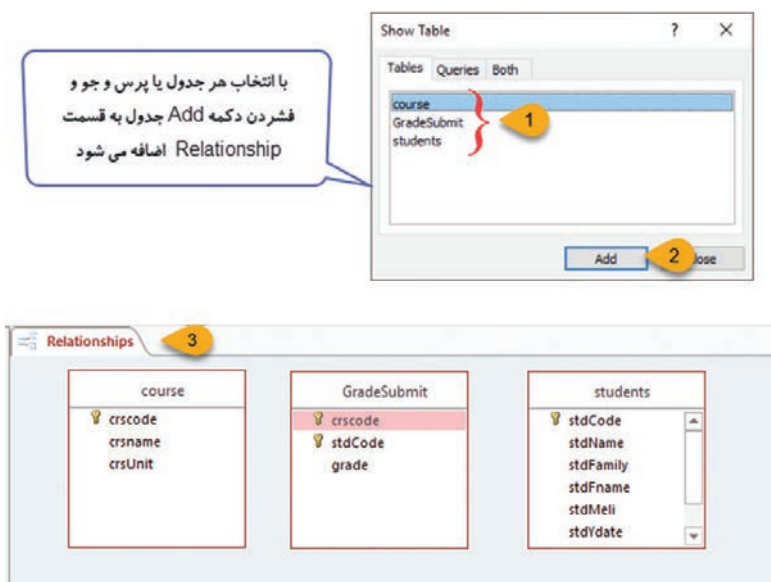 Show Table
Tables Queries Both
course
GradeSubmit
students
1
Add
2
lose
با انتخاب هر جدول یا پرس و جو و
فشردن دکمه Add جدول به قسمت
Relationship اضافه می شود
Relationships
3
course
crscode
crsname
crsUnit
GradeSubmit
crscode
stdCode
grade
students
stdCode
stdName
stdFamily
stdFname
stdMeli
stdYdate